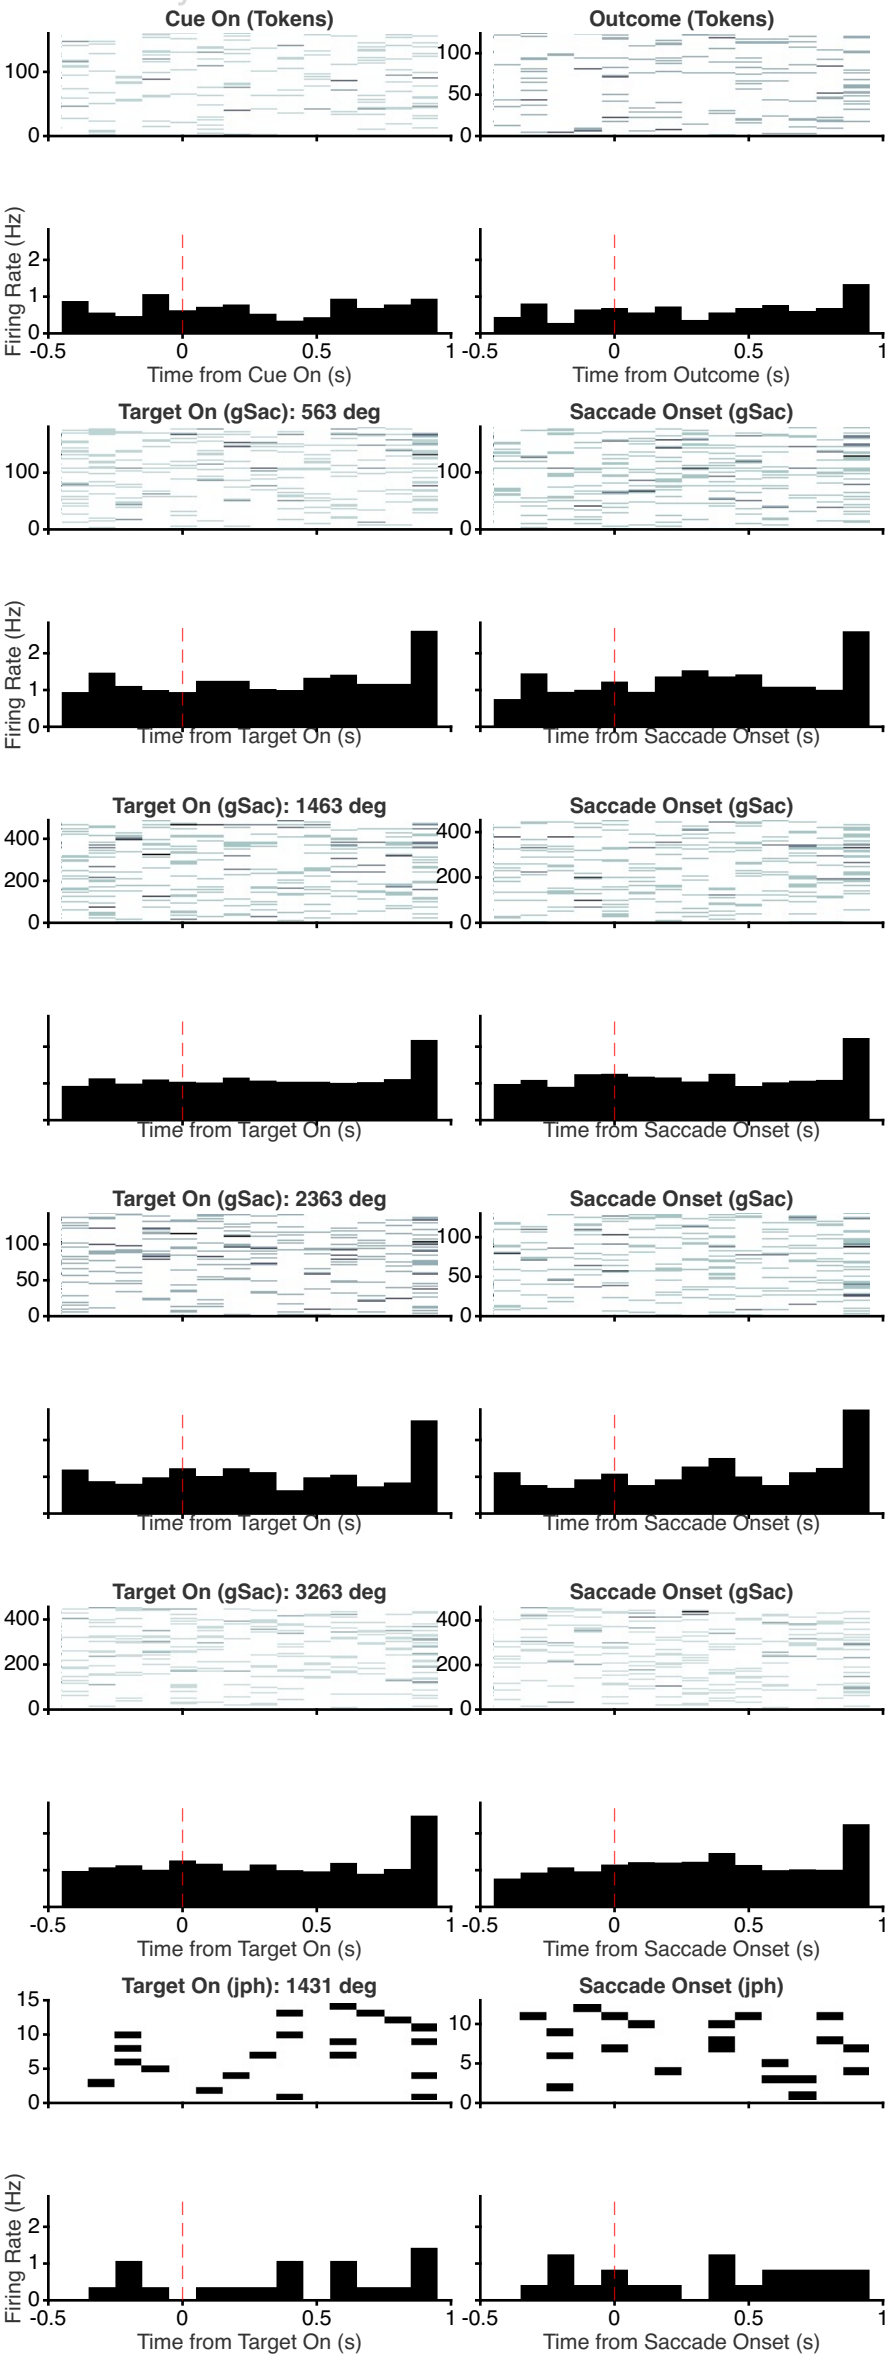 Cue On (Tokens) Outcome (Tokens)
100 100
50
0 0
Firing Rate (Hz)
2
1
0
-0.5 0 0.5 1 -0.5 0 0.5 1
Time from Cue On (s) Time from Outcome (s)
Target On (gSac): 563 deg Saccade Onset (gSac)
100 100
0 0
Firing Rate (Hz)
2
1
0
Time from Target On (s) Time from Saccade Onset (s)
Target On (gSac): 1463 deg Saccade Onset (gSac)
400 400
200 200
0 0
Time from Target On (s) Time from Saccade Onset (s)
Target On (gSac): 2363 deg Saccade Onset (gSac)
100 100
50 50
0 0
Time from Target On (s) Time from Saccade Onset (s)
Target On (gSac): 3263 deg Saccade Onset (gSac)
400 400
200 200
0 0
-0.5 0 0.5 1 -0.5 0 0.5 1
Time from Target On (s) Time from Saccade Onset (s)
Target On (jph): 1431 deg Saccade Onset (jph)
15
10 10
5 5
0 0
Firing Rate (Hz)
2
1
0
-0.5 0 0.5 1 -0.5 0 0.5 1
Time from Target On (s) Time from Saccade Onset (s)